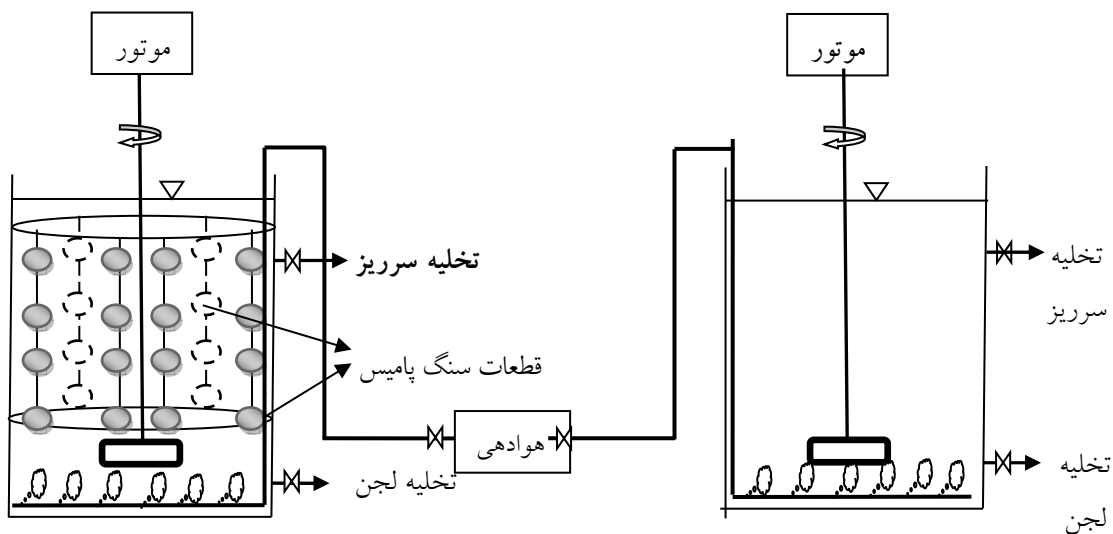 موتور
موتور
تخلیه سرریز
تخلیه
سرریز
قطعات سنگ پامیس
هوادهی
تخلیه لجن
تخلیه
لجن